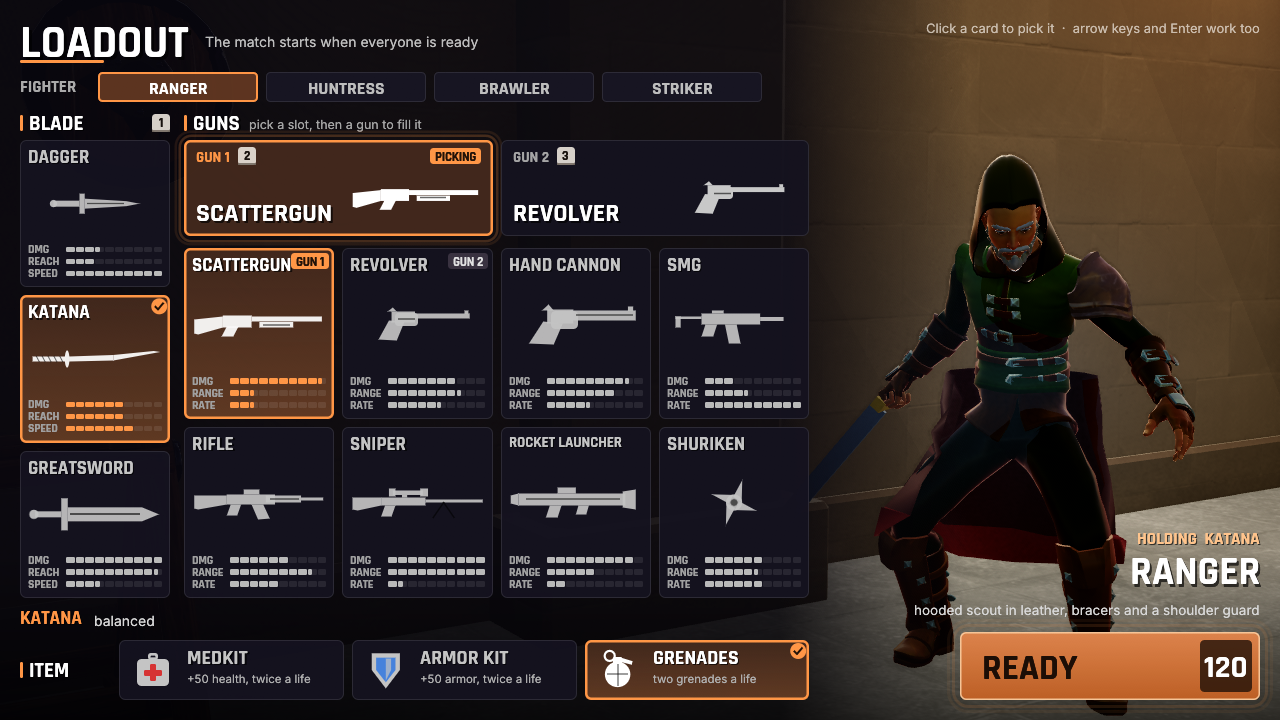 LOADOUT
The match starts when everyone is ready
Click a card to pick it · arrow keys and Enter work too
FIGHTER
RANGER
HUNTRESS
BRAWLER
STRIKER
BLADE
1
GUNS
pick a slot, then a gun to fill it
DAGGER
DMG
REACH
SPEED
KATANA
DMG
REACH
SPEED
GREATSWORD
DMG
REACH
SPEED
GUN 1
2
PICKING
SCATTERGUN
GUN 2
3
REVOLVER
SCATTERGUN
GUN 1
DMG
RANGE
RATE
REVOLVER
GUN 2
DMG
RANGE
RATE
HAND CANNON
DMG
RANGE
RATE
SMG
DMG
RANGE
RATE
RIFLE
DMG
RANGE
RATE
SNIPER
DMG
RANGE
RATE
ROCKET LAUNCHER
DMG
RANGE
RATE
SHURIKEN
DMG
RANGE
RATE
KATANA
balanced
ITEM
MEDKIT
+50 health, twice a life
ARMOR KIT
+50 armor, twice a life
GRENADES
two grenades a life
HOLDING KATANA
RANGER
hooded scout in leather, bracers and a shoulder guard
READY
120